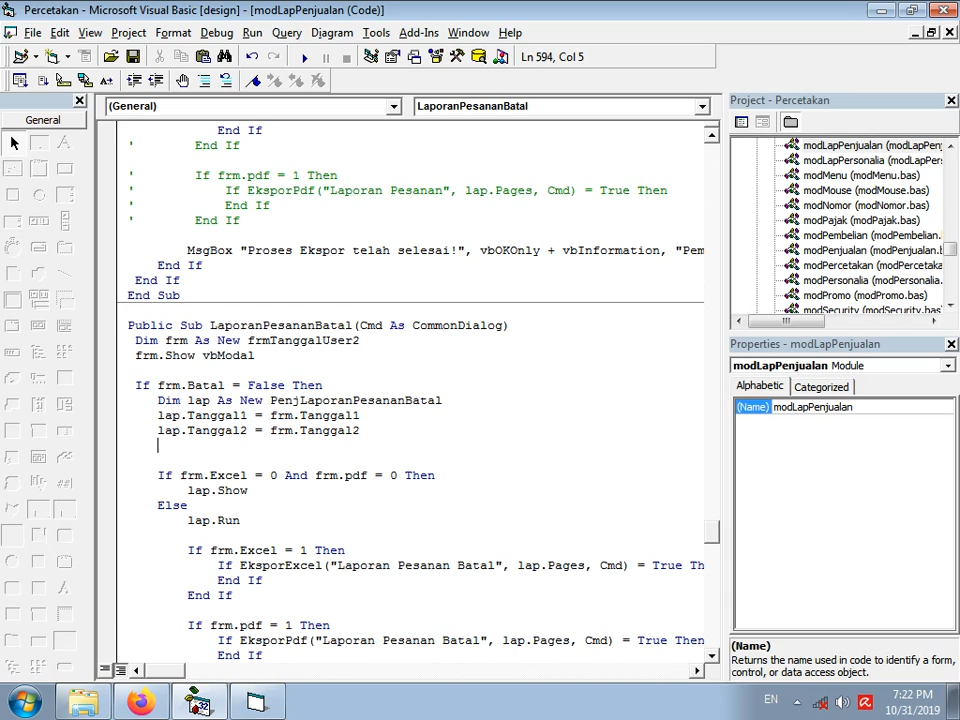 Percetakan - Microsoft Visual Basic [design] - [modLapPenjualan (Code)]
File Edit View Project Format Debug Run Query Diagram Tools Add-Ins Window Help
Ln 594, Col 5
General
(General)
LaporanPesananBatal
End If
' End If
' If frm.pdf = 1 Then
' If EksporPdf("Laporan Pesanan", lap.Pages, Cmd) = True Then
' End If
' End If
MsgBox "Proses Ekspor telah selesai!", vbOKOnly + vbInformation, "Pem
End If
End If
End Sub
Public Sub LaporanPesananBatal(Cmd As CommonDialog)
Dim frm As New frmTanggalUser2
frm.Show vbModal
If frm.Batal = False Then
Dim lap As New PenjLaporanPesananBatal
lap.Tanggal1 = frm.Tanggal1
lap.Tanggal2 = frm.Tanggal2
If frm.Excel = 0 And frm.pdf = 0 Then
lap.Show
Else
lap.Run
If frm.Excel = 1 Then
If EksporExcel("Laporan Pesanan Batal", lap.Pages, Cmd) = True Th
End If
End If
If frm.pdf = 1 Then
If EksporPdf("Laporan Pesanan Batal", lap.Pages, Cmd) = True Then
End If
Project - Percetakan
modLapPenjualan (modLapPenj
modLapPersonalia (modLapPers
modMenu (modMenu.bas)
modMouse (modMouse.bas)
modNomor (modNomor.bas)
modPajak (modPajak.bas)
modPembelian (modPembelian.
modPenjualan (modPenjualan.b
modPercetakan (modPercetaka
modPersonalia (modPersonalia.
modPromo (modPromo.bas)
modSecurity (modSecurity.bas)
Properties - modLapPenjualan
modLapPenjualan Module
Alphabetic Categorized
(Name) modLapPenjualan
(Name)
Returns the name used in code to identify a form, control, or data access object.
EN
7:22 PM
10/31/2019